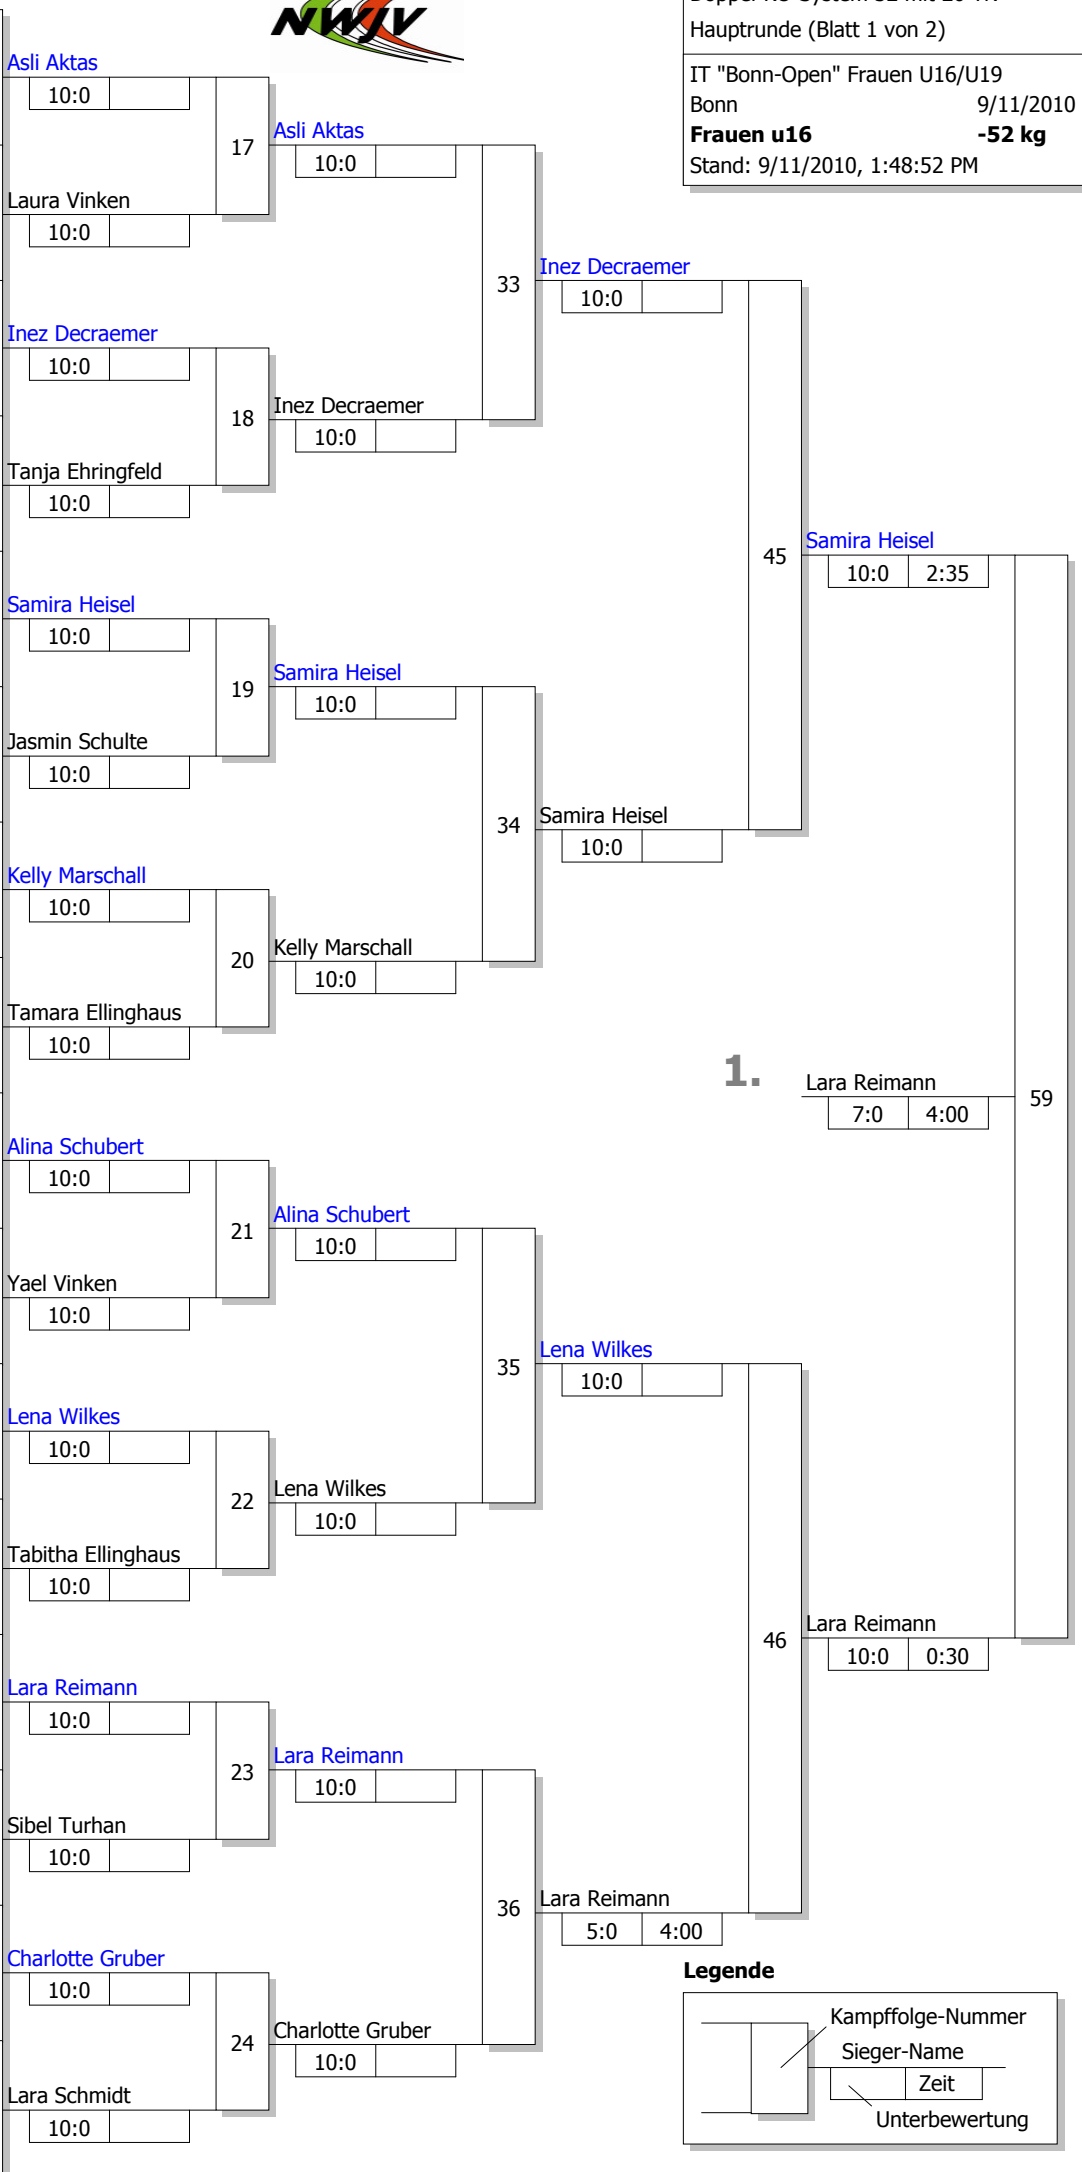 NWJV
Hauptrunde (Blatt 1 von 2)
IT "Bonn-Open" Frauen U16/U19
Bonn 9/11/2010
Frauen u16 -52 kg
Stand: 9/11/2010, 1:48:52 PM
Asli Aktas
10:0
17
Asli Aktas
10:0
Laura Vinken
10:0
33
Inez Decraemer
10:0
Inez Decraemer
10:0
18
Inez Decraemer
10:0
Tanja Ehringfeld
10:0
45
Samira Heisel
10:0 2:35
Samira Heisel
10:0
19
Samira Heisel
10:0
Jasmin Schulte
10:0
34
Samira Heisel
10:0
Kelly Marschall
10:0
20
Kelly Marschall
10:0
Tamara Ellinghaus
10:0
1.
Lara Reimann
7:0 4:00
59
Alina Schubert
10:0
21
Alina Schubert
10:0
Yael Vinken
10:0
35
Lena Wilkes
10:0
Lena Wilkes
10:0
22
Lena Wilkes
10:0
Tabitha Ellinghaus
10:0
46
Lara Reimann
10:0 0:30
Lara Reimann
10:0
23
Lara Reimann
10:0
Sibel Turhan
10:0
36
Lara Reimann
5:0 4:00
Charlotte Gruber
10:0
24
Charlotte Gruber
10:0
Lara Schmidt
10:0
Legende
Kampffolge-Nummer
Sieger-Name
Zeit
Unterbewertung